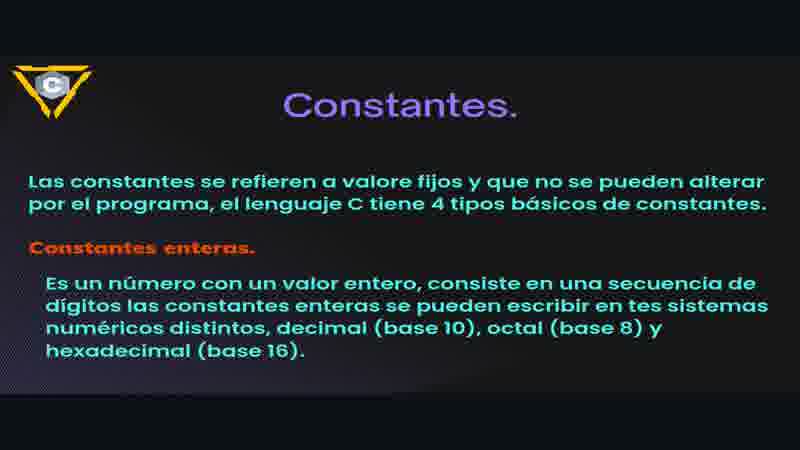 C
Constantes.
Las constantes se refieren a valore fijos y que no se pueden alterar
por el programa, el lenguaje C tiene 4 tipos básicos de constantes.
Constantes enteras.
Es un número con un valor entero, consiste en una secuencia de
dígitos las constantes enteras se pueden escribir en tes sistemas
numéricos distintos, decimal (base 10), octal (base 8) y
hexadecimal (base 16).